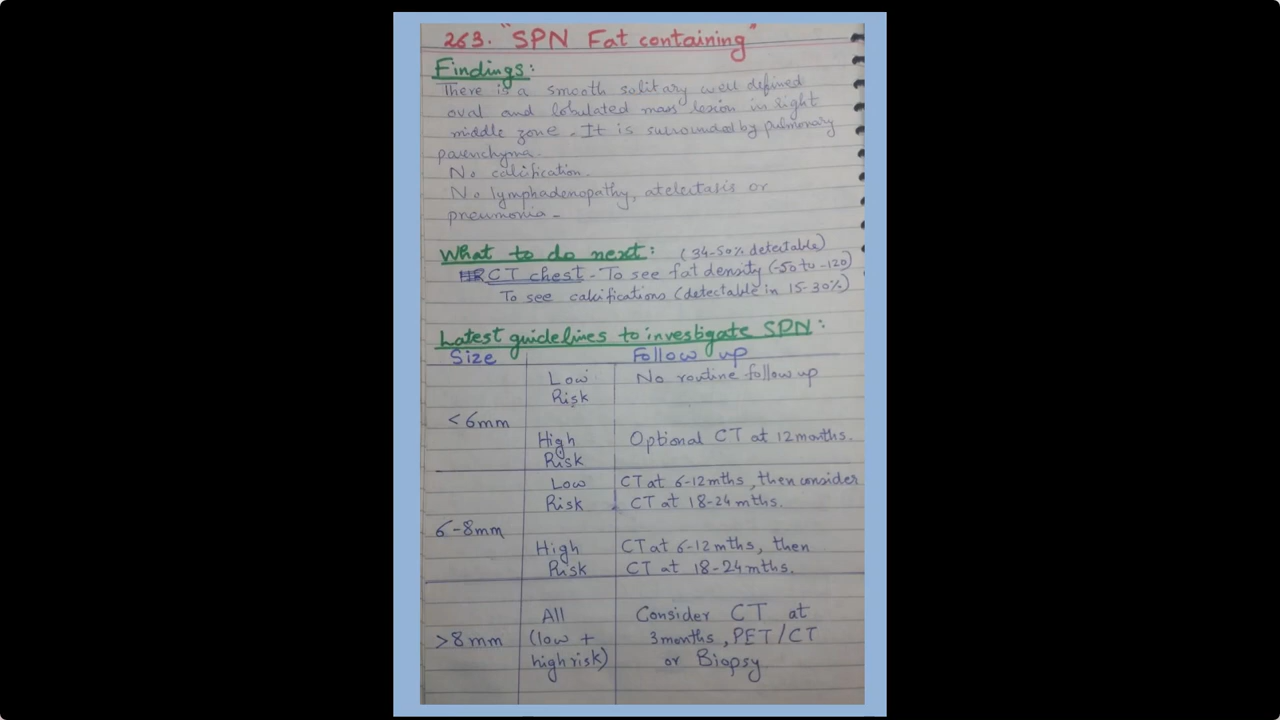 263. "SPN Fat containing"
Findings:
There is a smooth solitary well defined
oval and lobulated mass lesion in right
middle zone. It is surrounded by pulmonary
parenchyma.
No calcification.
No lymphadenopathy, atelectasis or
pneumonia.
What to do next: (34-50% detectable)
CT chest - To see fat density (-50 to -120)
To see calcifications (detectable in 15-30%)
Latest guidelines to investigate SPN:
Size Follow up
Low No routine follow up
Risk
<6mm
High Optional CT at 12 months.
Risk
Low CT at 6-12 mths, then consider
Risk CT at 18-24 mths.
6-8mm
High CT at 6-12 mths, then
Risk CT at 18-24 mths.
All Consider CT at
>8mm (low + 3 months, PET/CT
high risk) or Biopsy